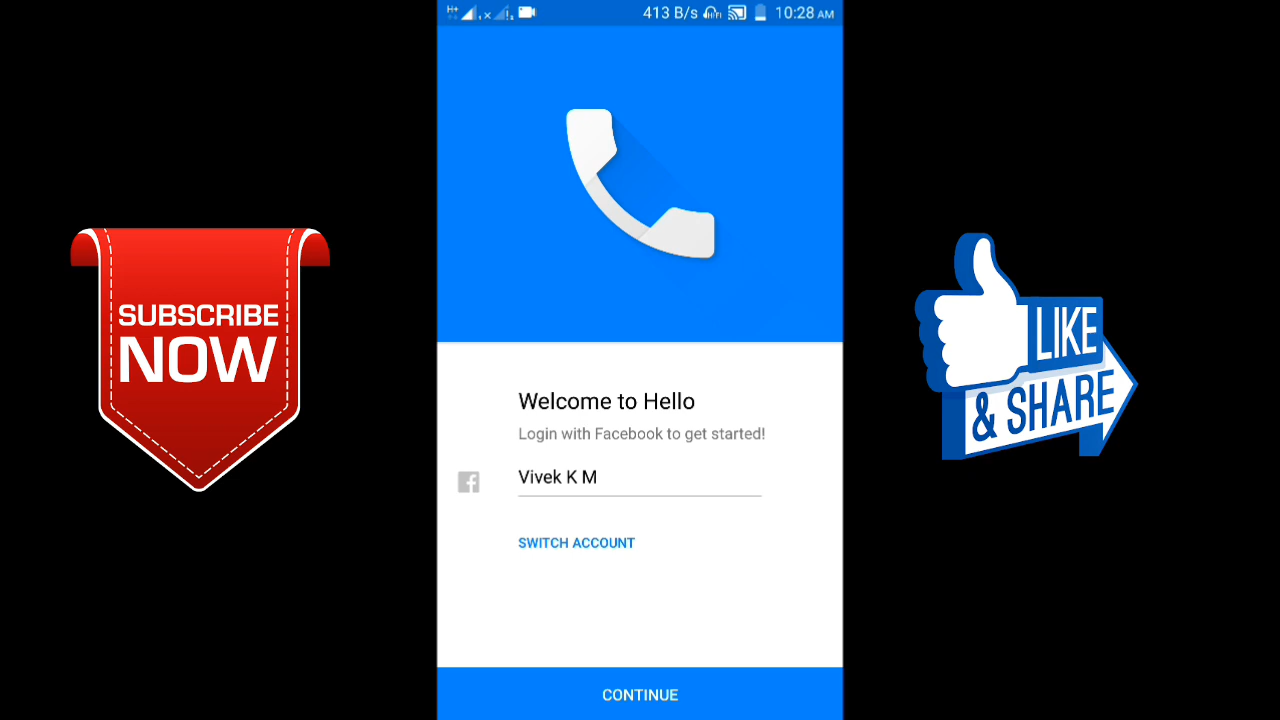 H+
413 B/s
10:28 AM
SUBSCRIBE
NOW
LIKE
& SHARE
Welcome to Hello
Login with Facebook to get started!
Vivek K M
SWITCH ACCOUNT
CONTINUE